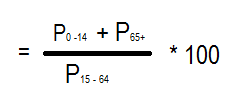 P0-14 + P65+
= * 100
P15-64